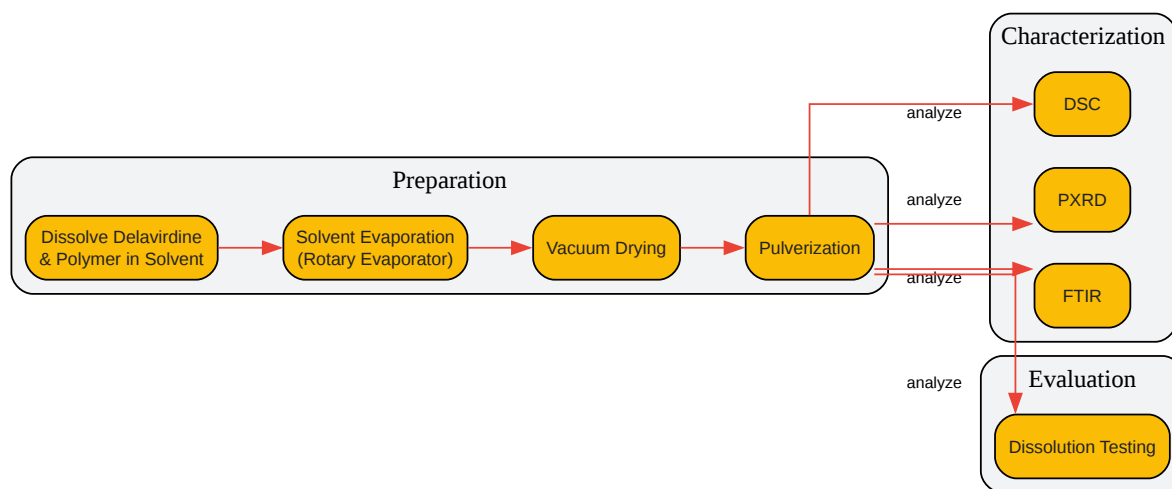 Characterization
DSC
analyze
Preparation
PXRD
analyze
Dissolve Delavirdine
& Polymer in Solvent
Solvent Evaporation
(Rotary Evaporator)
Vacuum Drying
Pulverization
analyze
FTIR
Evaluation
analyze
Dissolution Testing